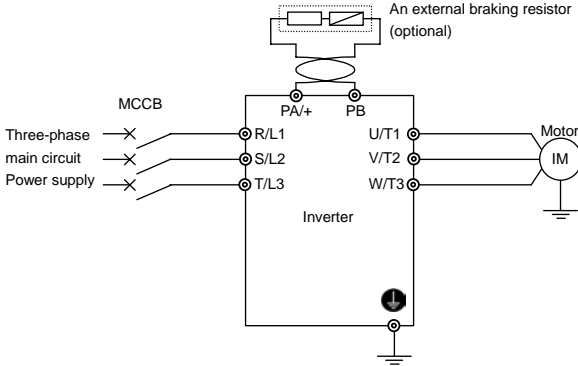 An external braking resistor
(optional)
MCCB
PA/+ PB
Three-phase
main circuit
Power supply
R/L1
S/L2
T/L3
U/T1
V/T2
W/T3
Motor
IM
Inverter